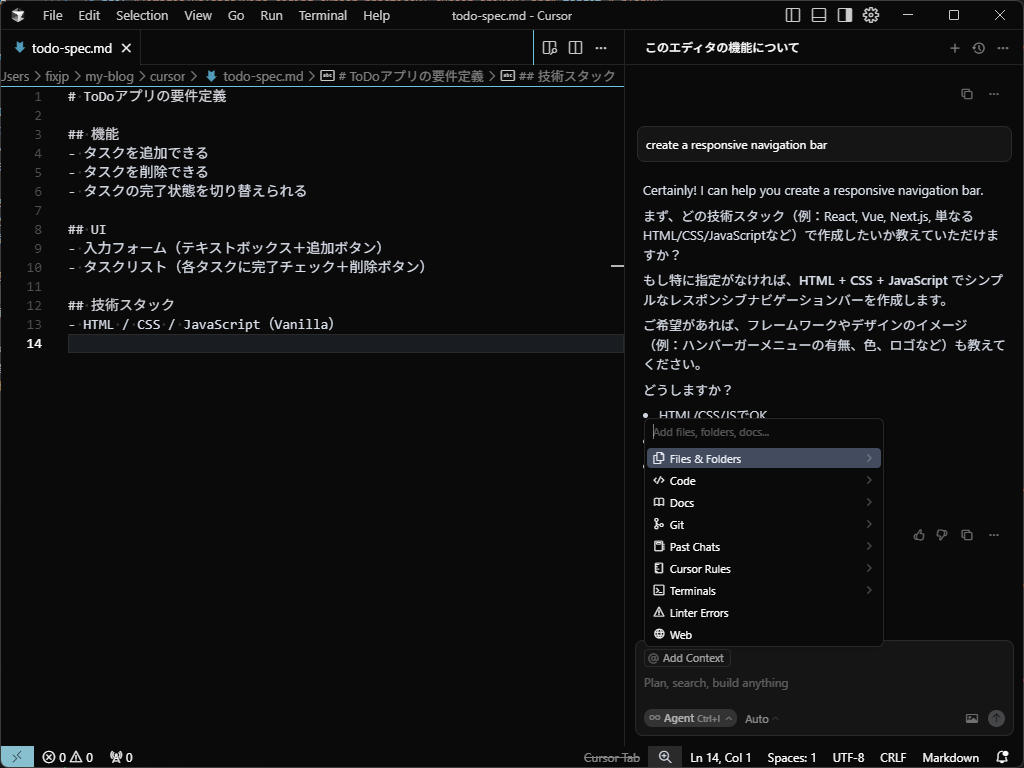 File Edit Selection View Go Run Terminal Help
todo-spec.md - Cursor
todo-spec.md
Users > fixjp > my-blog > cursor > todo-spec.md > # ToDoアプリの要件定義 > ## 技術スタック
1 # ToDoアプリの要件定義
2
3 ## 機能
4 - タスクを追加できる
5 - タスクを削除できる
6 - タスクの完了状態を切り替えられる
7
8 ## UI
9 - 入力フォーム（テキストボックス＋追加ボタン）
10 - タスクリスト（各タスクに完了チェック＋削除ボタン）
11
12 ## 技術スタック
13 - HTML / CSS / JavaScript（Vanilla）
14
このエディタの機能について
create a responsive navigation bar
Certainly! I can help you create a responsive navigation bar.
まず、どの技術スタック（例：React, Vue, Next.js, 単なる
HTML/CSS/JavaScriptなど）で作成したいか教えていただけま
すか？
もし特に指定がなければ、HTML + CSS + JavaScript でシンプ
ルなレスポンシブナビゲーションバーを作成します。
ご希望があれば、フレームワークやデザインのイメージ
（例：ハンバーガーメニューの有無、色、ロゴなど）も教えて
ください。
どうしますか？
• HTML/CSS/JSでOK
Add files, folders, docs...
Files & Folders
Code
Docs
Git
Past Chats
Cursor Rules
Terminals
Linter Errors
Web
@ Add Context
Plan, search, build anything
∞ Agent Ctrl+I
Auto
0 0 0
Cursor Tab
Ln 14, Col 1
Spaces: 1
UTF-8
CRLF
Markdown